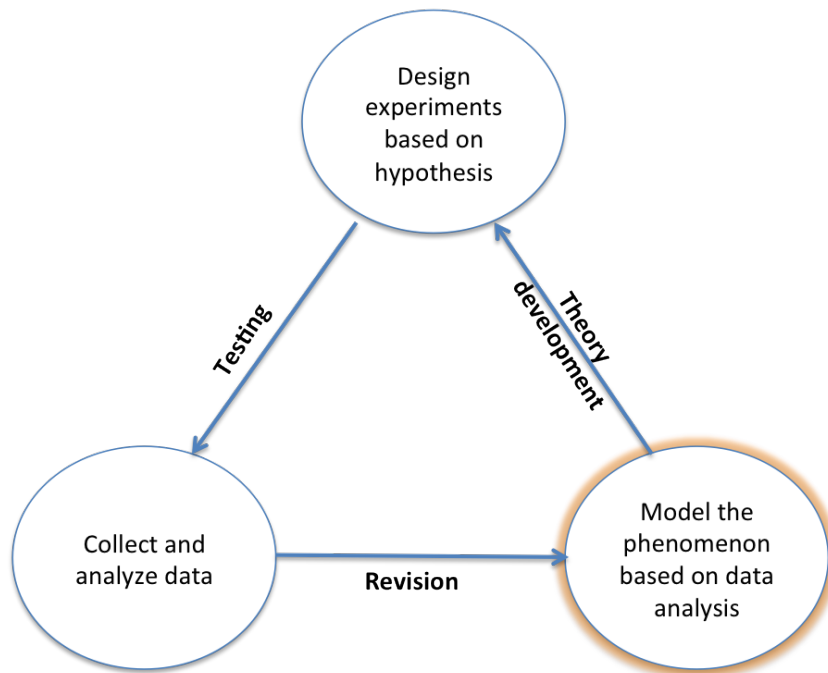 Design
experiments
based on
hypothesis
Testing
Theory
development
Collect and
analyze data
Revision
Model the
phenomenon
based on data
analysis